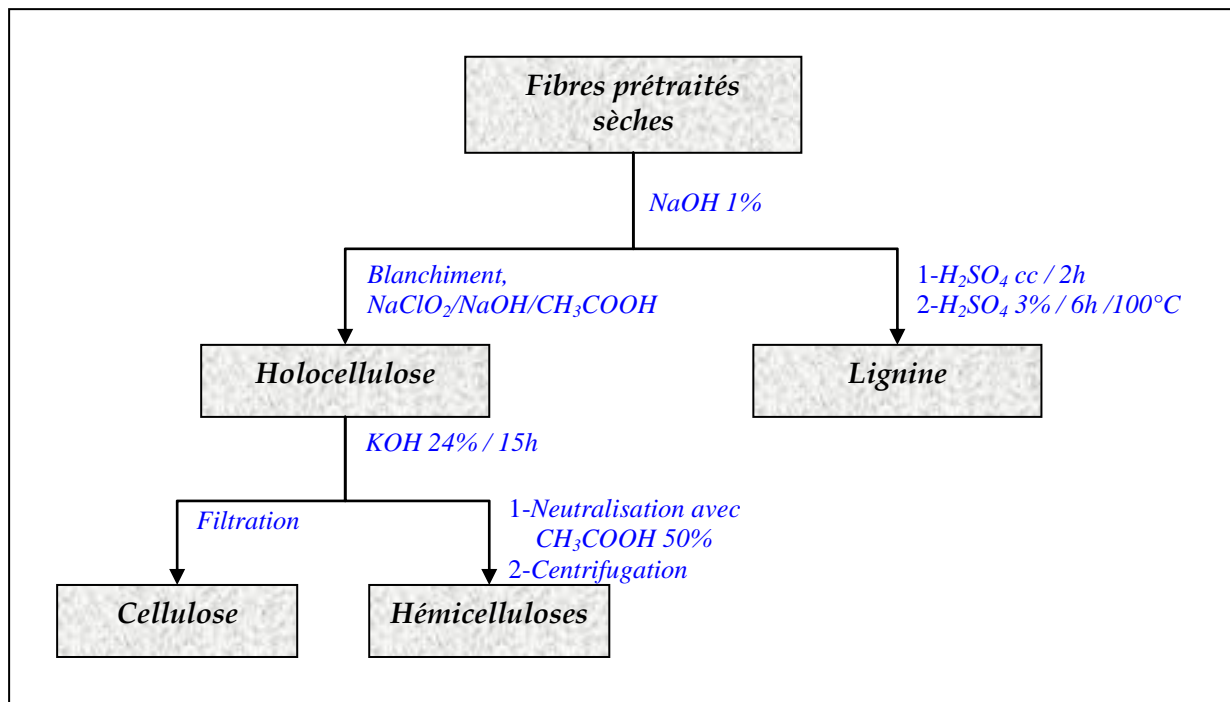 Fibres prétraités
sèches
NaOH 1%
Blanchiment,
NaClO₂/NaOH/CH₃COOH
1-H₂SO₄ cc / 2h
2-H₂SO₄ 3% / 6h /100°C
Holocellulose
Lignine
KOH 24% / 15h
Filtration
1-Neutralisation avec
CH₃COOH 50%
2-Centrifugation
Cellulose
Hémicelluloses